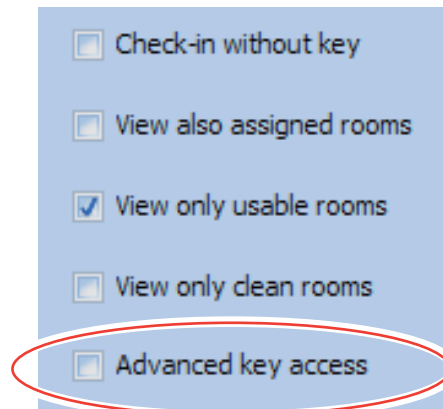 Check-in without key
View also assigned rooms
View only usable rooms
View only clean rooms
Advanced key access